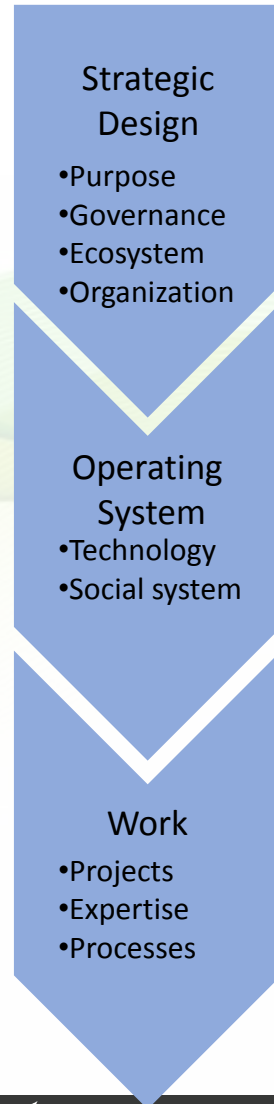 Strategic
Design
•Purpose
•Governance
•Ecosystem
•Organization
Operating
System
•Technology
•Social system
Work
•Projects
•Expertise
•Processes